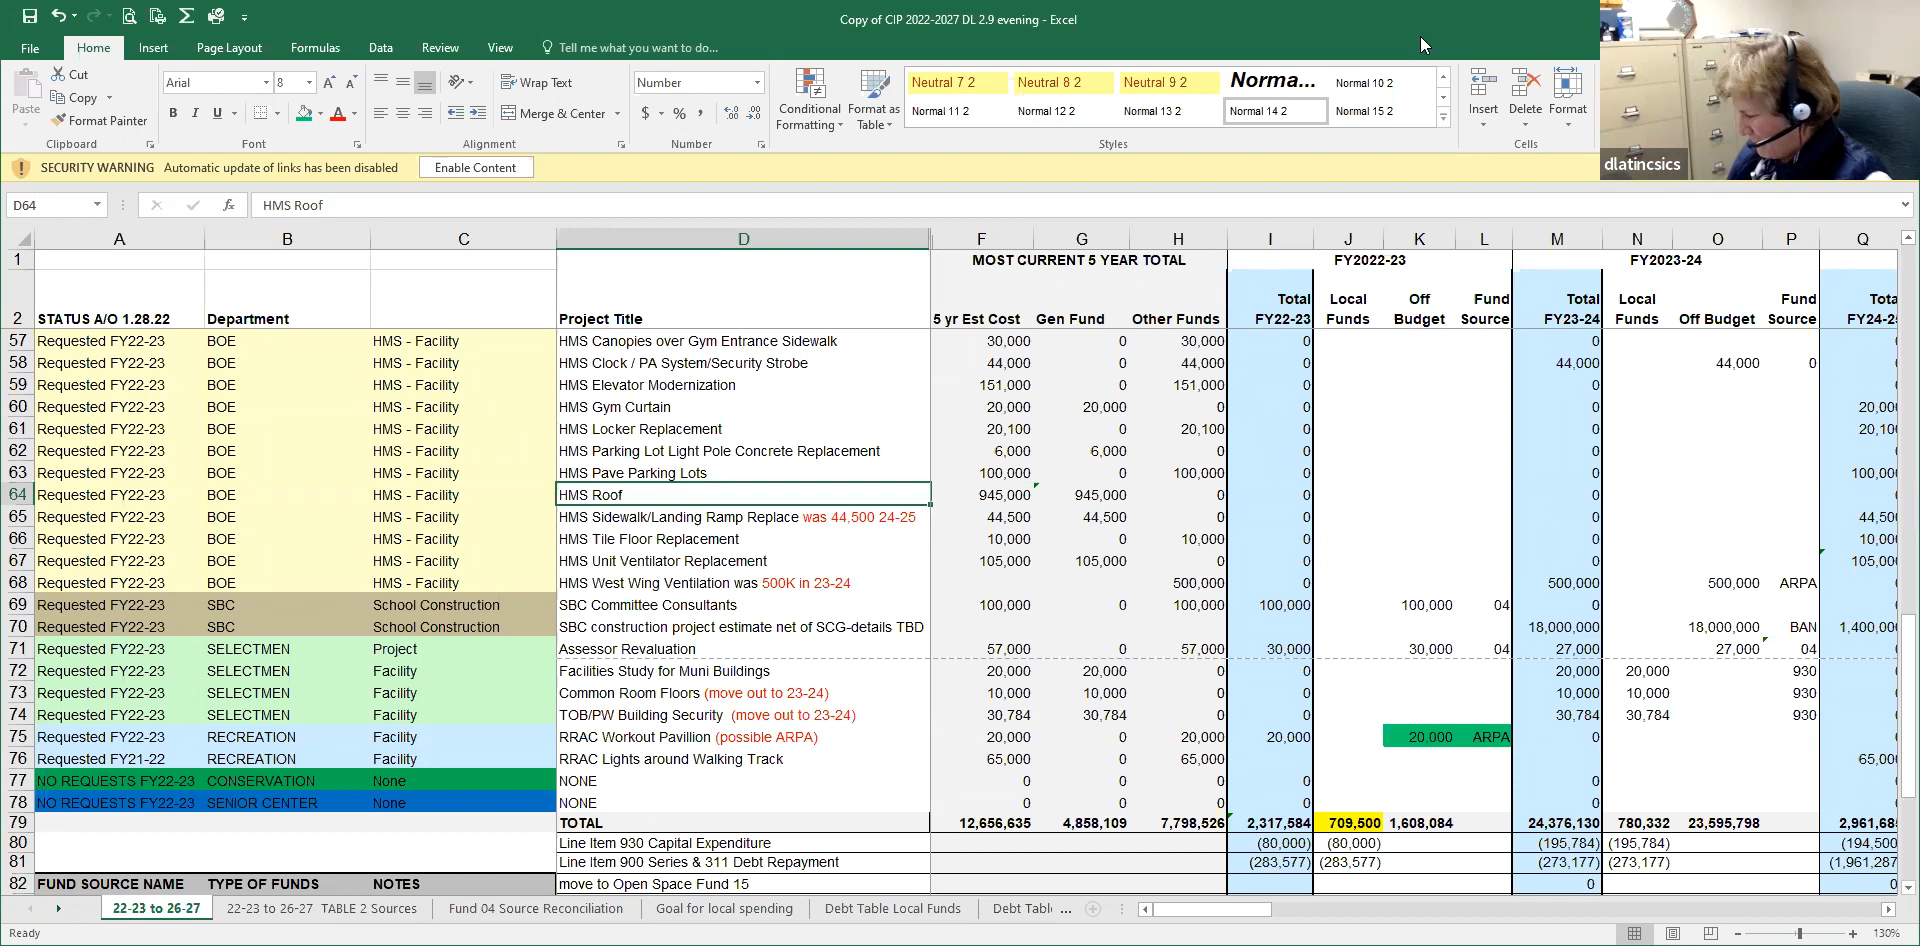 Copy of CIP 2022-2027 DL 2.9 evening - Excel
File Home Insert Page Layout Formulas Data Review View Tell me what you want to do...
Cut Copy Format Painter Paste Clipboard
Arial 8 A A B I U A Font
Wrap Text Merge & Center Alignment
Number $ % , Number
Conditional Formatting Format as Table
Neutral 7 2 Neutral 8 2 Neutral 9 2 Norma... Normal 10 2
Normal 11 2 Normal 12 2 Normal 13 2 Normal 14 2 Normal 15 2
Styles
Insert Delete Format Cells
dlatincsics
SECURITY WARNING Automatic update of links has been disabled Enable Content
D64 fx HMS Roof
A B C D F G H I J K L M N O P Q
1 MOST CURRENT 5 YEAR TOTAL FY2022-23 FY2023-24
Total Local Off Fund Total Local Fund Tota
2 STATUS A/O 1.28.22 Department Project Title 5 yr Est Cost Gen Fund Other Funds FY22-23 Funds Budget Source FY23-24 Funds Off Budget Source FY24-25
57 Requested FY22-23 BOE HMS - Facility HMS Canopies over Gym Entrance Sidewalk 30,000 0 30,000 0 0
58 Requested FY22-23 BOE HMS - Facility HMS Clock / PA System/Security Strobe 44,000 0 44,000 0 44,000 44,000 0
59 Requested FY22-23 BOE HMS - Facility HMS Elevator Modernization 151,000 0 151,000 0 0
60 Requested FY22-23 BOE HMS - Facility HMS Gym Curtain 20,000 20,000 0 0 0 20,000
61 Requested FY22-23 BOE HMS - Facility HMS Locker Replacement 20,100 0 20,100 0 0 20,100
62 Requested FY22-23 BOE HMS - Facility HMS Parking Lot Light Pole Concrete Replacement 6,000 6,000 0 0 0
63 Requested FY22-23 BOE HMS - Facility HMS Pave Parking Lots 100,000 0 100,000 0 0 100,000
64 Requested FY22-23 BOE HMS - Facility HMS Roof 945,000 945,000 0 0 0
65 Requested FY22-23 BOE HMS - Facility HMS Sidewalk/Landing Ramp Replace was 44,500 24-25 44,500 44,500 0 0 0 44,500
66 Requested FY22-23 BOE HMS - Facility HMS Tile Floor Replacement 10,000 0 10,000 0 0 10,000
67 Requested FY22-23 BOE HMS - Facility HMS Unit Ventilator Replacement 105,000 105,000 0 0 0 105,000
68 Requested FY22-23 BOE HMS - Facility HMS West Wing Ventilation was 500K in 23-24 500,000 0 500,000 500,000 ARPA
69 Requested FY22-23 SBC School Construction SBC Committee Consultants 100,000 0 100,000 100,000 100,000 04 0
70 Requested FY22-23 SBC School Construction SBC construction project estimate net of SCG-details TBD 18,000,000 18,000,000 BAN 1,400,000
71 Requested FY22-23 SELECTMEN Project Assessor Revaluation 57,000 0 57,000 30,000 30,000 04 27,000 27,000 04
72 Requested FY22-23 SELECTMEN Facility Facilities Study for Muni Buildings 20,000 20,000 0 0 20,000 20,000 930
73 Requested FY22-23 SELECTMEN Facility Common Room Floors (move out to 23-24) 10,000 10,000 0 0 10,000 10,000 930
74 Requested FY22-23 SELECTMEN Facility TOB/PW Building Security (move out to 23-24) 30,784 30,784 0 0 30,784 30,784 930
75 Requested FY22-23 RECREATION Facility RRAC Workout Pavillion (possible ARPA) 20,000 0 20,000 20,000 20,000 ARPA 0
76 Requested FY21-22 RECREATION Facility RRAC Lights around Walking Track 65,000 0 65,000 65,000
77 NO REQUESTS FY22-23 CONSERVATION None NONE 0 0 0 0 0
78 NO REQUESTS FY22-23 SENIOR CENTER None NONE 0 0 0 0 0
79 TOTAL 12,656,635 4,858,109 7,798,526 2,317,584 709,500 1,608,084 24,376,130 780,332 23,595,798 2,961,685
80 Line Item 930 Capital Expenditure (80,000) (80,000) (195,784) (195,784) (194,500
81 Line Item 900 Series & 311 Debt Repayment (283,577) (283,577) (273,177) (273,177) (1,961,287
82 FUND SOURCE NAME TYPE OF FUNDS NOTES move to Open Space Fund 15 0 0
22-23 to 26-27 22-23 to 26-27 TABLE 2 Sources Fund 04 Source Reconciliation Goal for local spending Debt Table Local Funds Debt Tabl ...
Ready 130%